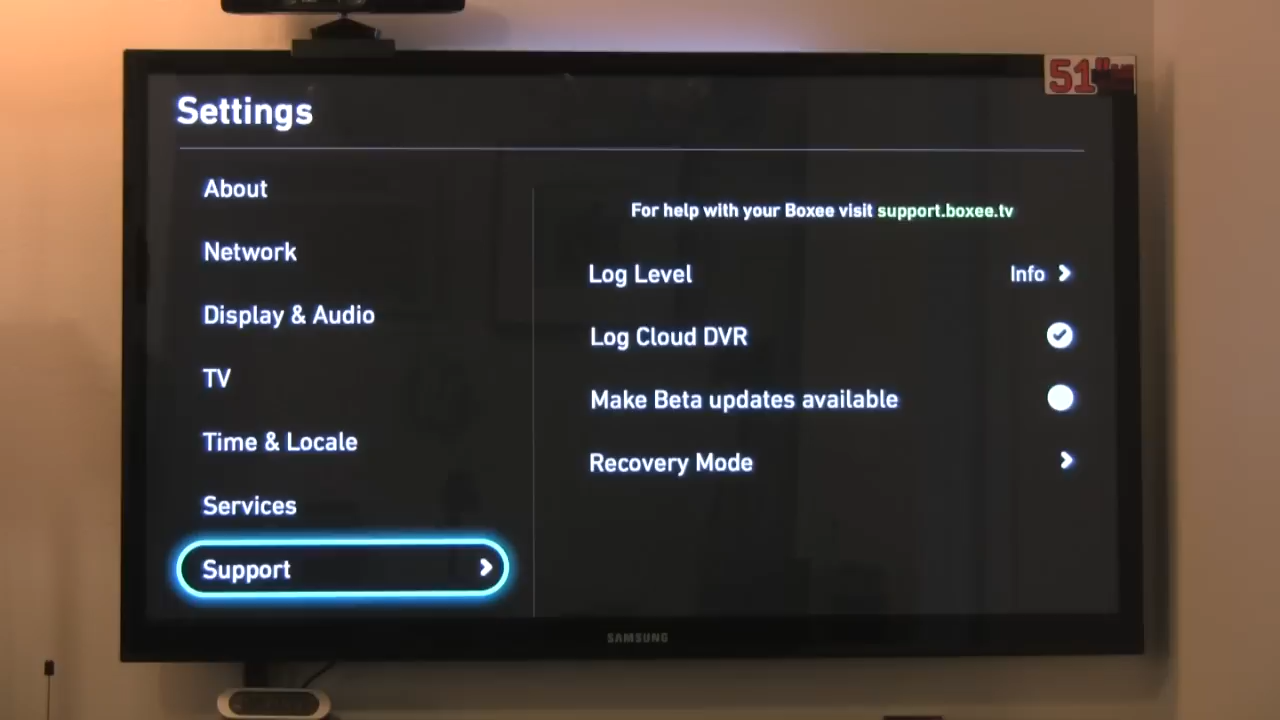 51"
Settings
About
Network
Display & Audio
TV
Time & Locale
Services
Support
For help with your Boxee visit support.boxee.tv
Log Level Info
Log Cloud DVR
Make Beta updates available
Recovery Mode
SAMSUNG